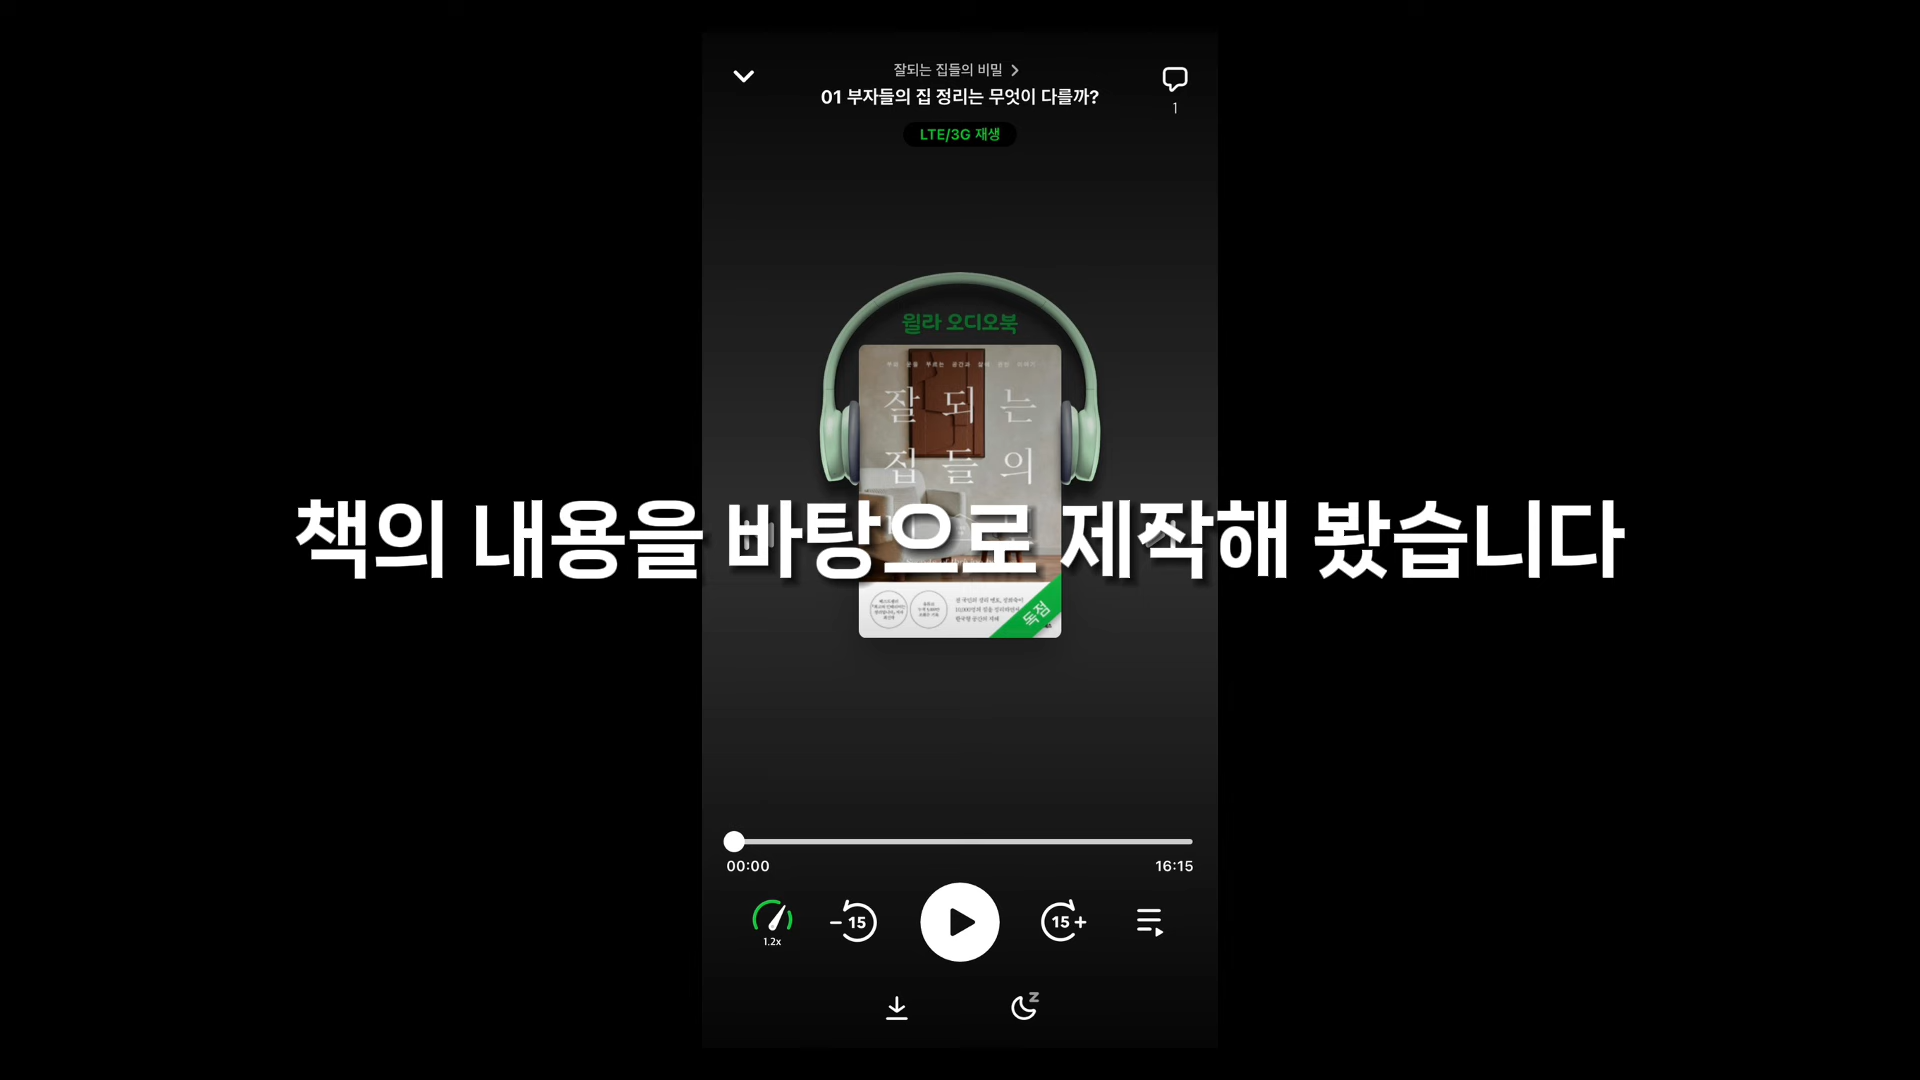 잘되는 집들의 비밀
01 부자들의 집 정리는 무엇이 다를까?
1
LTE/3G 재생
윌라 오디오북
잘 되 는
집 들 의
책의 내용을 바탕으로 제작해 봤습니다
독점
00:00
16:15
1.2x
- 15
15 +
z